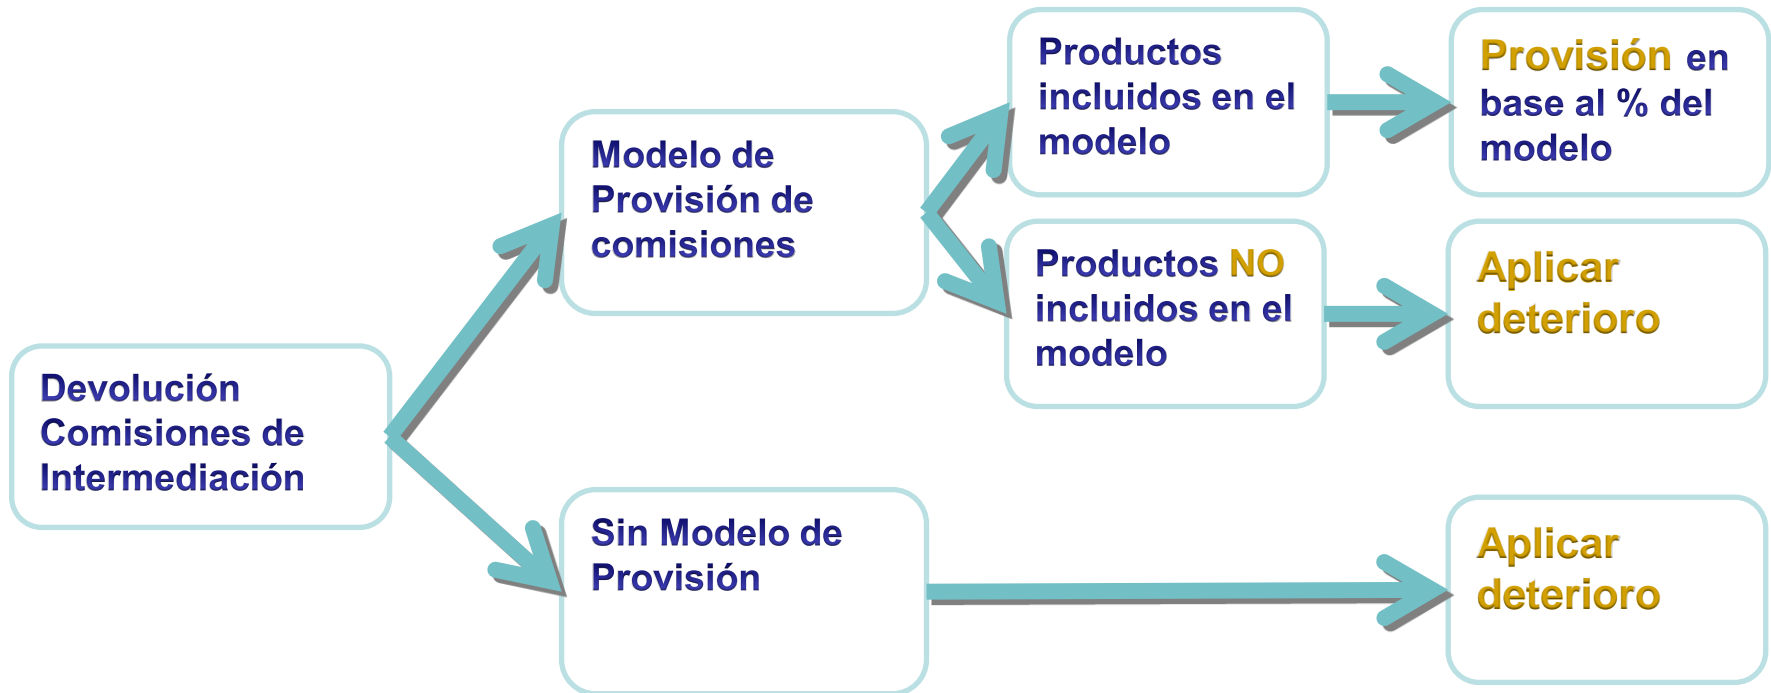 Productos
incluidos en el
modelo
Provisión en
base al % del
modelo
Modelo de
Provisión de
comisiones
Productos NO
incluidos en el
modelo
Aplicar
deterioro
Devolución
Comisiones de
Intermediación
Sin Modelo de
Provisión
Aplicar
deterioro